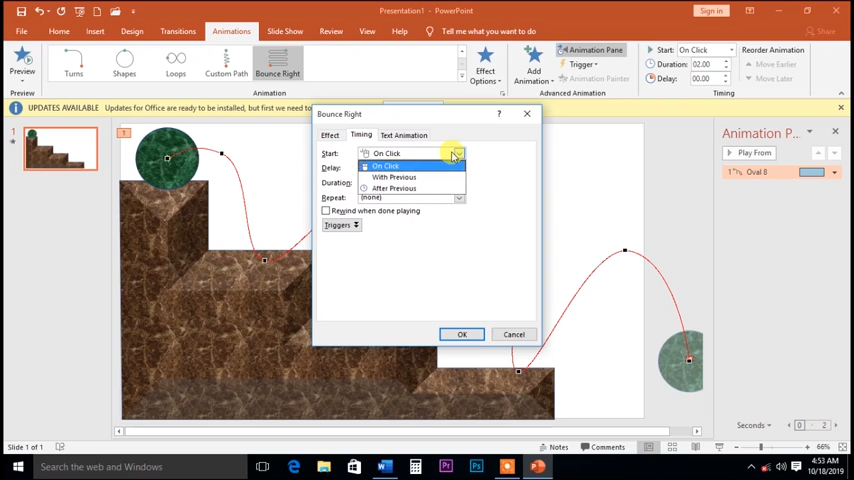 Presentation1 - PowerPoint
Sign in
File Home Insert Design Transitions Animations Slide Show Review View Help Tell me what you want to do Share
Preview
Turns Shapes Loops Custom Path Bounce Right
Effect Options
Add Animation
Animation Pane
Trigger
Animation Painter
Start: On Click
Duration: 02.00
Delay: 00.00
Reorder Animation
Move Earlier
Move Later
Preview Animation Advanced Animation Timing
UPDATES AVAILABLE Updates for Office are ready to be installed, but first we need to
1
1
Bounce Right
? ×
Effect Timing Text Animation
Start: On Click
Delay:
Duration:
Repeat: (none)
On Click
With Previous
After Previous
Rewind when done playing
Triggers
OK Cancel
Animation P...
Play From
1 Oval 8
Seconds 0 2
Slide 1 of 1
Notes Comments
66%
Search the web and Windows
4:53 AM
10/18/2019